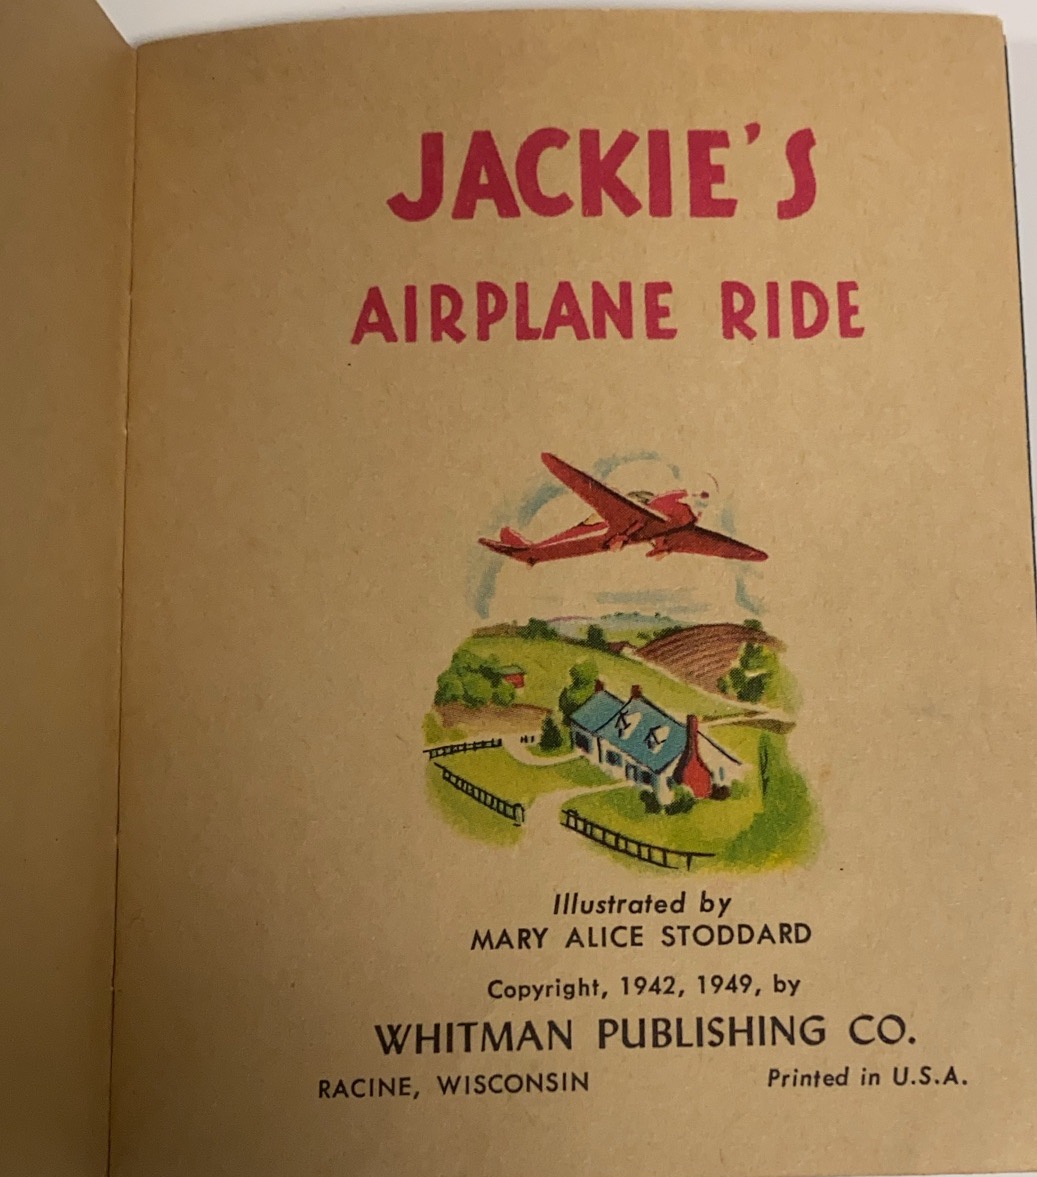 JACKIE'S
AIRPLANE RIDE
Illustrated by
MARY ALICE STODDARD
Copyright, 1942, 1949, by
WHITMAN PUBLISHING CO.
RACINE, WISCONSIN Printed in U.S.A.